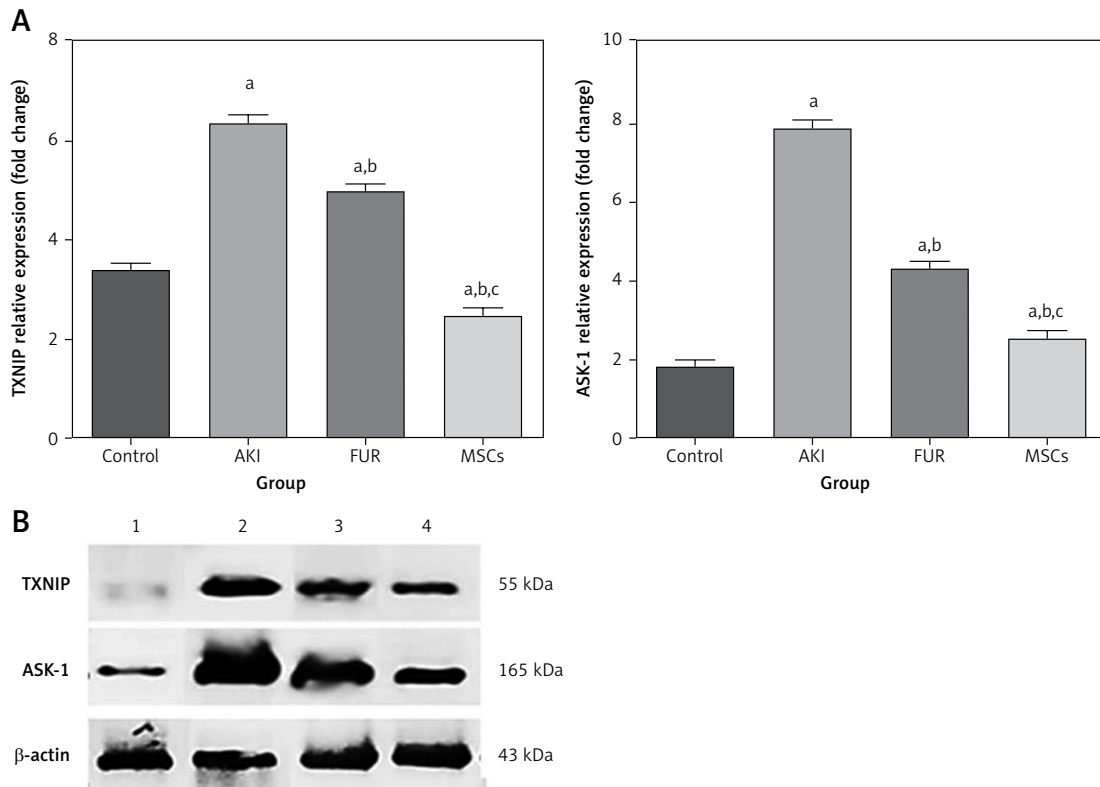 A
TXNIP relative expression (fold change)
8
6
4
2
0
a
a,b
a,b,c
Control AKI FUR MSCs
Group
ASK-1 relative expression (fold change)
10
8
6
4
2
0
a
a,b
a,b,c
Control AKI FUR MSCs
Group
B
1 2 3 4
TXNIP 55 kDa
ASK-1 165 kDa
β-actin 43 kDa